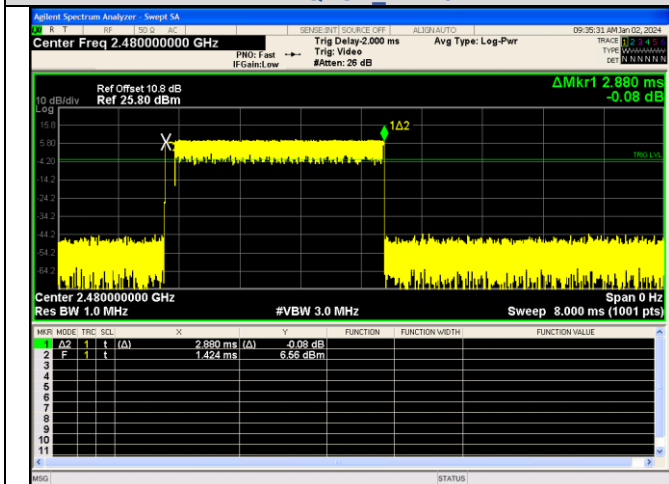 Agilent Spectrum Analyzer - Swept SA
R T RF 50 Ω AC SENSE:INT SOURCE OFF ALIGN AUTO 09:35:31 AM Jan 02, 2024
Center Freq 2.480000000 GHz
PNO: Fast
IFGain:Low
Trig Delay-2.000 ms
Trig: Video
#Atten: 26 dB
Avg Type: Log-Pwr
TRACE 1 2 3 4 5 6
TYPE W
DET N N N N N N
ΔMkr1 2.880 ms
-0.08 dB
Ref Offset 10.8 dB
10 dB/div Ref 25.80 dBm
Log
15.8
5.80
-4.20
-14.2
-24.2
-34.2
-44.2
-54.2
-64.2
X
1Δ2
TRIG LVL
Center 2.480000000 GHz Span 0 Hz
Res BW 1.0 MHz #VBW 3.0 MHz Sweep 8.000 ms (1001 pts)
MKR MODE TRC SCL X Y FUNCTION FUNCTION WIDTH FUNCTION VALUE
1 Δ2 1 t (Δ) 2.880 ms (Δ) -0.08 dB
2 F 1 t 1.424 ms 6.56 dBm
3
4
5
6
7
8
9
10
11
MSG STATUS